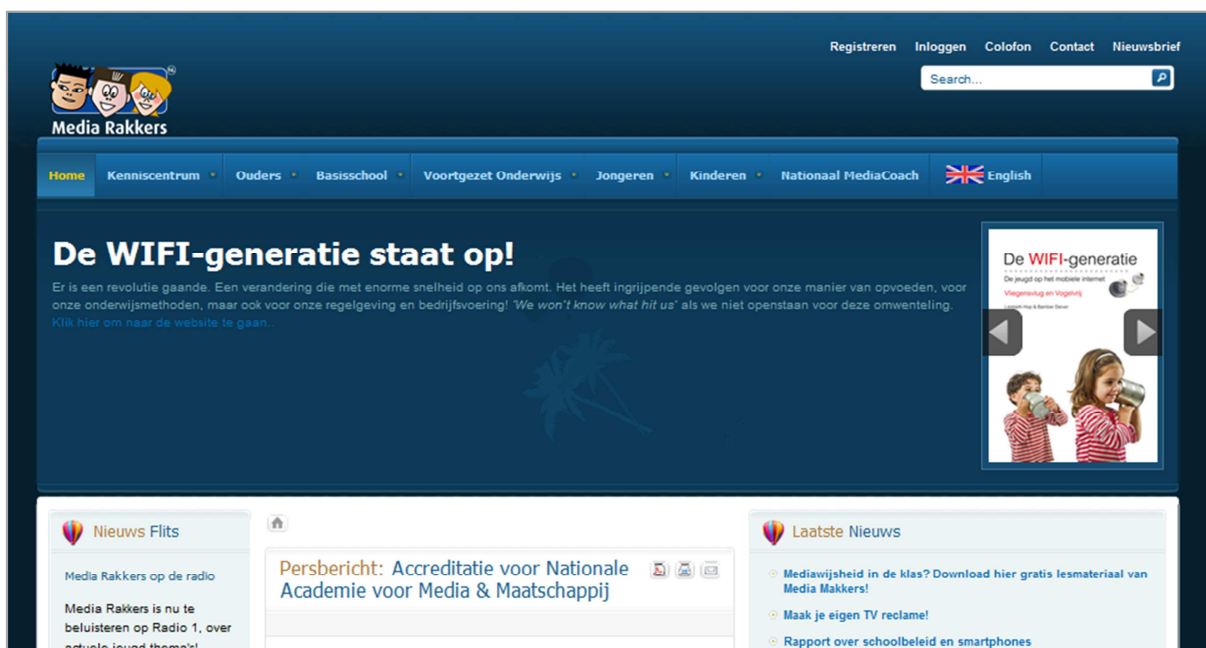 Registreren Inloggen Colofon Contact Nieuwsbrief
Search...
Media Rakkers
Home Kenniscentrum Ouders Basisschool Voortgezet Onderwijs Jongeren Kinderen Nationaal MediaCoach English
De WIFI-generatie staat op!
Er is een revolutie gaande. Een verandering die met enorme snelheid op ons afkomt. Het heeft ingrijpende gevolgen voor onze manier van opvoeden, voor
onze onderwijsmethoden, maar ook voor onze regelgeving en bedrijfsvoering! 'We won't know what hit us' als we niet openstaan voor deze omwenteling.
Klik hier om naar de website te gaan..
De WIFI-generatie
De jeugd op het mobiele internet
Vliegensvlug en Vogelvrij
Nieuws Flits
Media Rakkers op de radio
Media Rakkers is nu te
beluisteren op Radio 1, over
actuele jeugd thema's!
Persbericht: Accreditatie voor Nationale
Academie voor Media & Maatschappij
Laatste Nieuws
Mediawijsheid in de klas? Download hier gratis lesmateriaal van
Media Makkers!
Maak je eigen TV reclame!
Rapport over schoolbeleid en smartphones